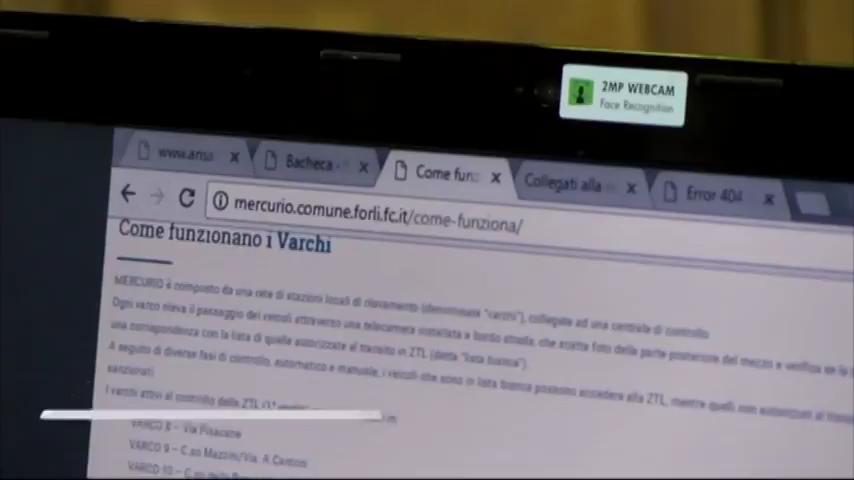 2MP WEBCAM
Face Recognition
www.ansa
Bacheca -
Come fun
Collegati alla
Error 404
mercurio.comune.forli.fc.it/come-funziona/
Come funzionano i Varchi
MERCURIO è composto da una rete di stazioni locali di rilevamento (denominate "varchi"), collegate ad una centrale di controllo
Ogni varco rileva il passaggio dei veicoli attraverso una telecamera installata a bordo strada, che scatta foto della parte posteriore del mezzo e verifica se la
una corrispondenza con la lista di quelle autorizzate al transito in ZTL (detta "lista bianca").
A seguito di diverse fasi di controllo, automatico e manuale, i veicoli che sono in lista bianca possono accedere alla ZTL, mentre quelli non autorizzati al
sanzionati
I varchi attivi al controllo della ZTL
VARCO 8 - Via Pisacane
VARCO 9 - C.so Mazzini/Via. A. Cantoni
VARCO 10 - C.so della